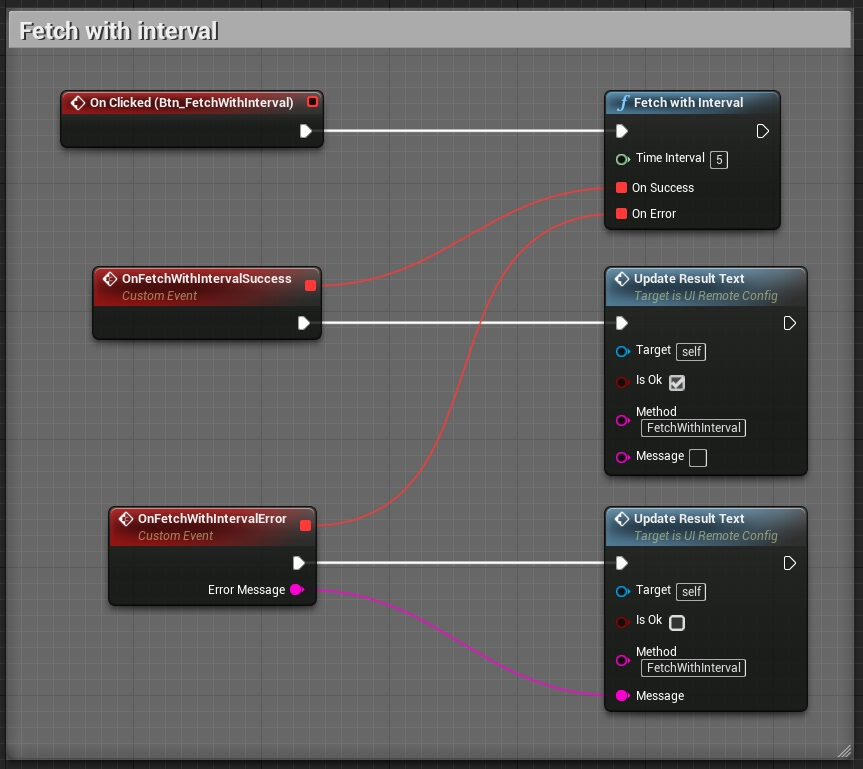 Fetch with interval
On Clicked (Btn_FetchWithInterval)
f Fetch with Interval
Time Interval 5
On Success
On Error
OnFetchWithIntervalSuccess
Custom Event
Update Result Text
Target is UI Remote Config
Target self
Is Ok
Method
FetchWithInterval
Message
OnFetchWithIntervalError
Custom Event
Error Message
Update Result Text
Target is UI Remote Config
Target self
Is Ok
Method
FetchWithInterval
Message